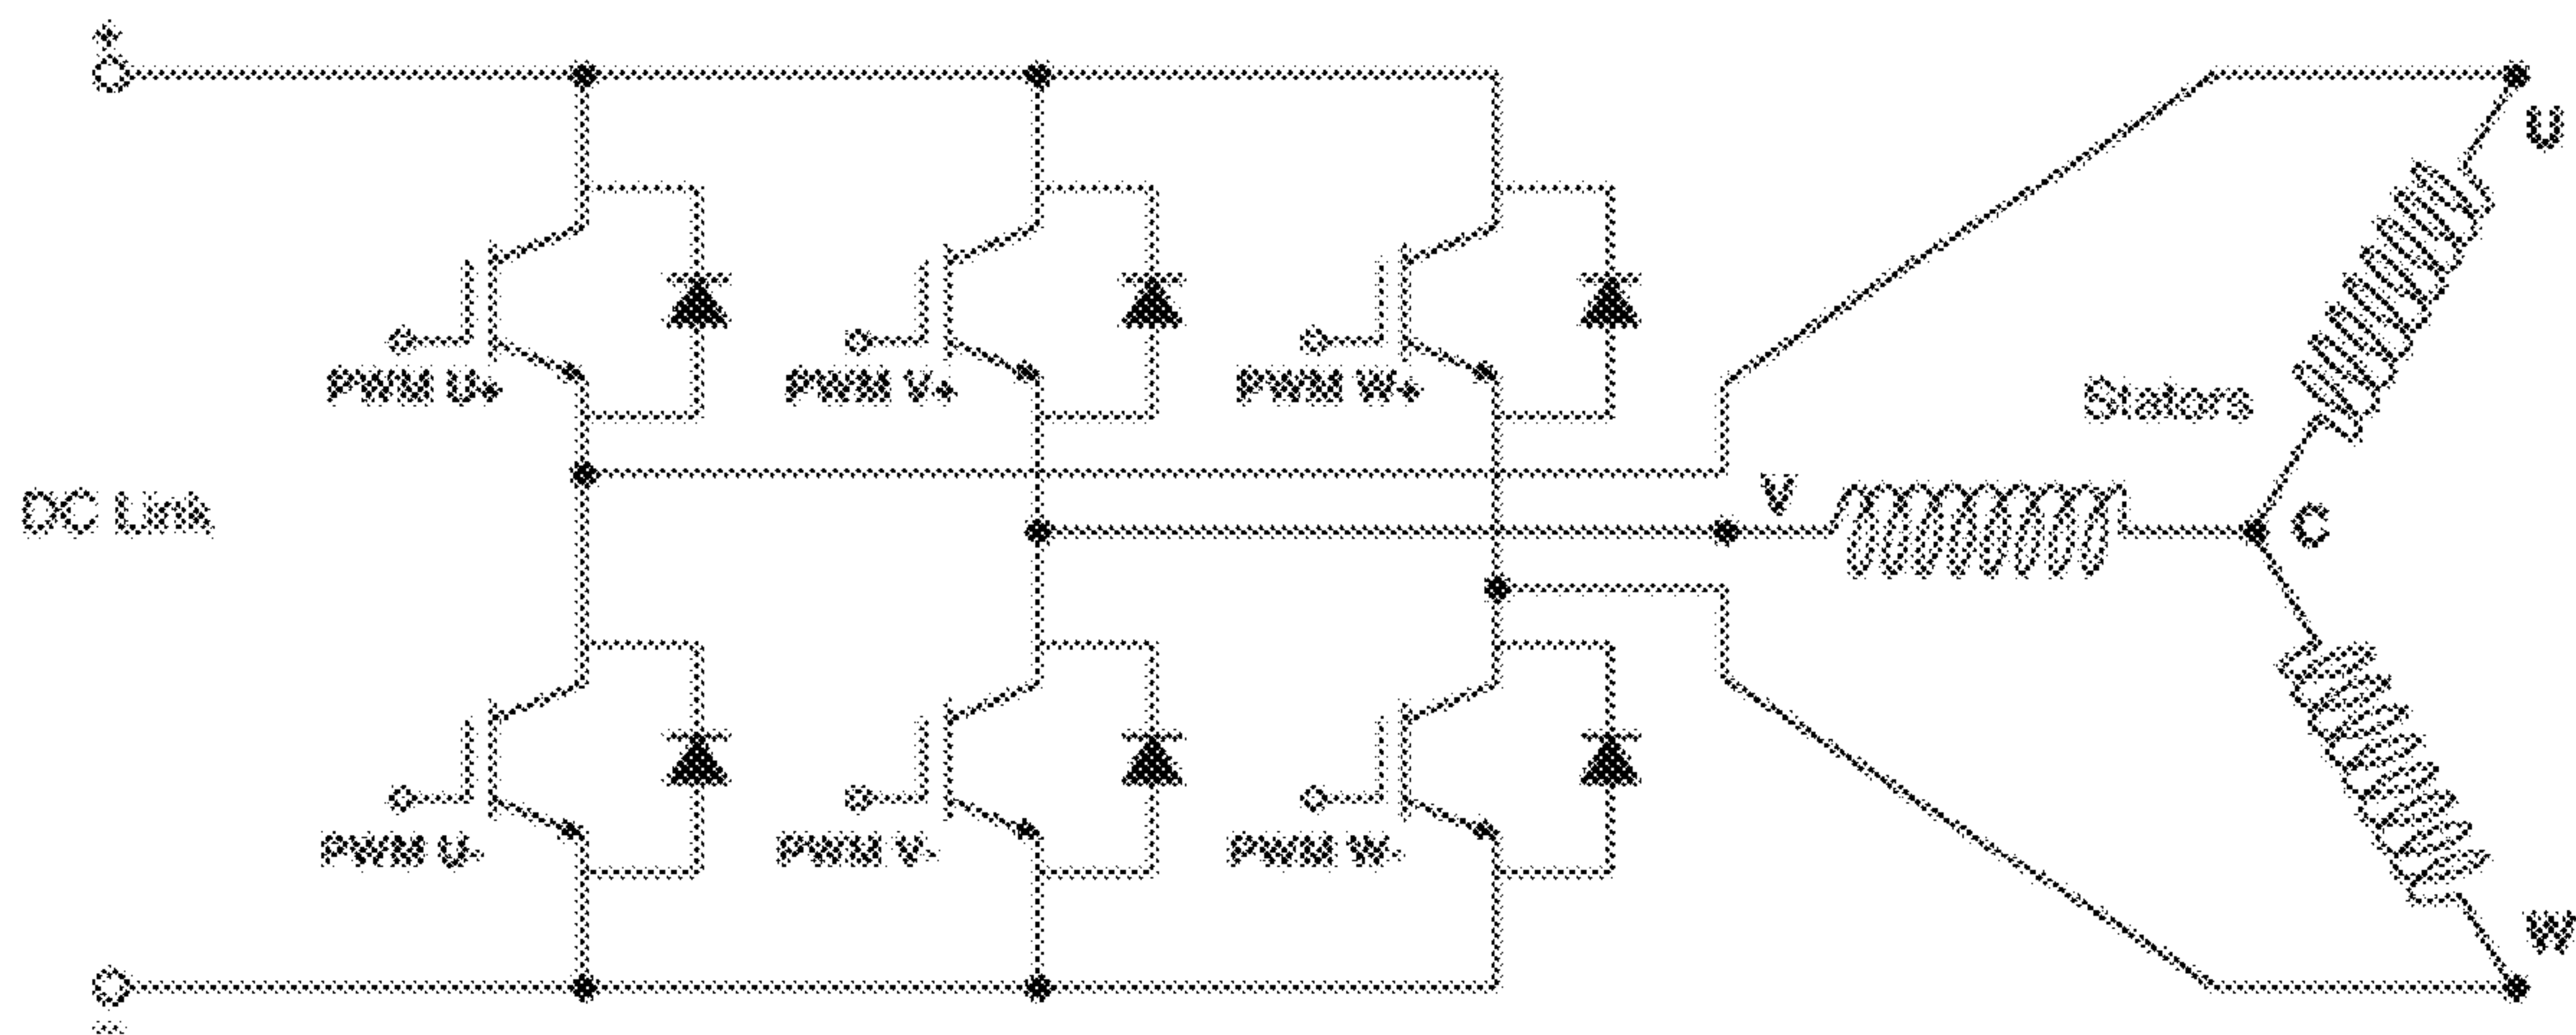 +
U
PWM U+
PWM V+
PWM W+
Stators
DC Link
V
C
PWM U-
PWM V-
PWM W-
W
-